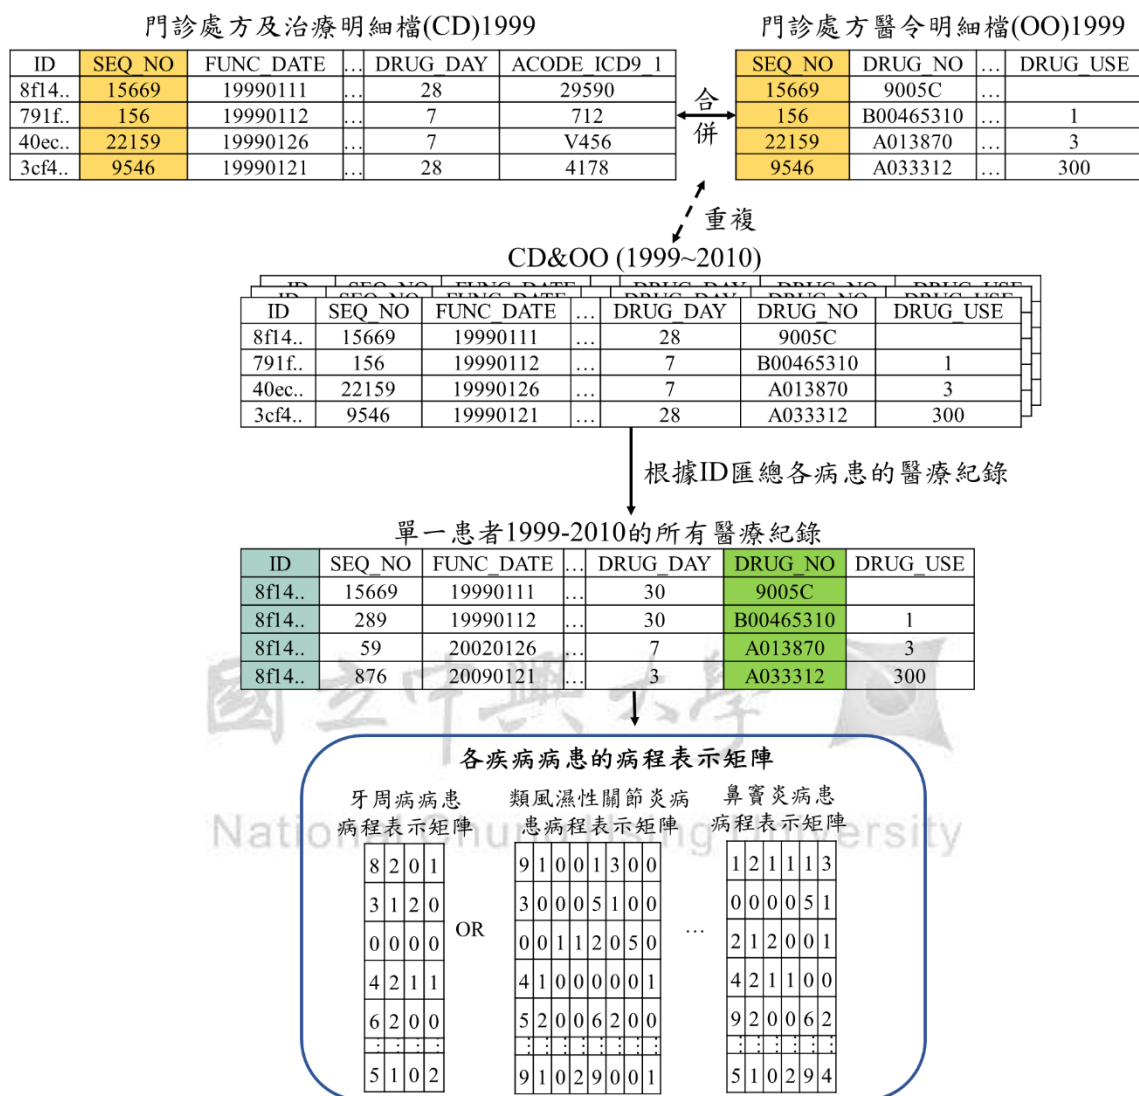 門診處方及治療明細檔(CD)1999
ID SEQ_NO FUNC_DATE … DRUG_DAY ACODE_ICD9_1
8f14.. 15669 19990111 … 28 29590
791f.. 156 19990112 … 7 712
40ec.. 22159 19990126 … 7 V456
3cf4.. 9546 19990121 … 28 4178
合
併
門診處方醫令明細檔(OO)1999
SEQ_NO DRUG_NO … DRUG_USE
15669 9005C …
156 B00465310 … 1
22159 A013870 … 3
9546 A033312 … 300
重複
CD&OO (1999~2010)
ID SEQ_NO FUNC_DATE … DRUG_DAY DRUG_NO DRUG_USE
8f14.. 15669 19990111 … 28 9005C
791f.. 156 19990112 … 7 B00465310 1
40ec.. 22159 19990126 … 7 A013870 3
3cf4.. 9546 19990121 … 28 A033312 300
根據ID匯總各病患的醫療紀錄
單一患者1999-2010的所有醫療紀錄
ID SEQ_NO FUNC_DATE … DRUG_DAY DRUG_NO DRUG_USE
8f14.. 15669 19990111 … 30 9005C
8f14.. 289 19990112 … 30 B00465310 1
8f14.. 59 20020126 … 7 A013870 3
8f14.. 876 20090121 … 3 A033312 300
國立中興大學
各疾病病患的病程表示矩陣
牙周病病患
病程表示矩陣
8 2 0 1
3 1 2 0
0 0 0 0
4 2 1 1
6 2 0 0
⋮ ⋮ ⋮ ⋮
5 1 0 2
OR
類風濕性關節炎病
患病程表示矩陣
9 1 0 0 1 3 0 0
3 0 0 0 5 1 0 0
0 0 1 1 2 0 5 0
4 1 0 0 0 0 0 1
5 2 0 0 6 2 0 0
⋮ ⋮ ⋮ ⋮ ⋮ ⋮ ⋮ ⋮
9 1 0 2 9 0 0 1
…
鼻竇炎病患
病程表示矩陣
1 2 1 1 1 3
0 0 0 0 5 1
2 1 2 0 0 1
4 2 1 1 0 0
9 2 0 0 6 2
⋮ ⋮ ⋮ ⋮ ⋮ ⋮
5 1 0 2 9 4
National Chung Hsing University